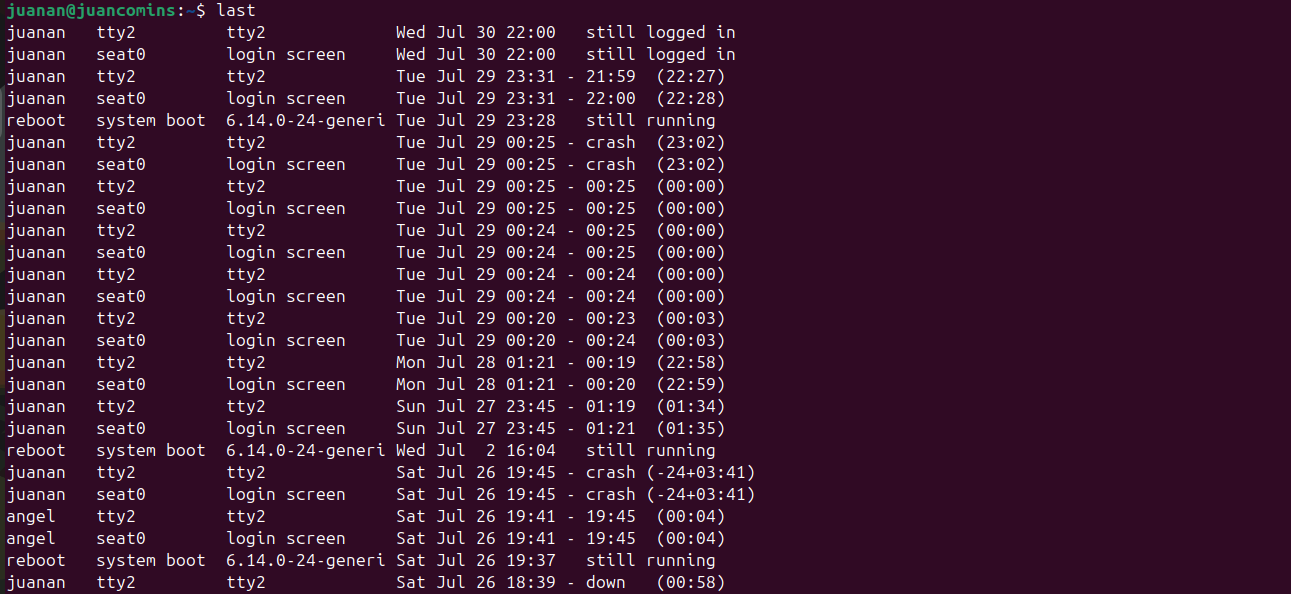 juanan@juancomins:~$ last
juanan   tty2         tty2             Wed Jul 30 22:00   still logged in
juanan   seat0        login screen     Wed Jul 30 22:00   still logged in
juanan   tty2         tty2             Tue Jul 29 23:31 - 21:59  (22:27)
juanan   seat0        login screen     Tue Jul 29 23:31 - 22:00  (22:28)
reboot   system boot  6.14.0-24-generi Tue Jul 29 23:28   still running
juanan   tty2         tty2             Tue Jul 29 00:25 - crash  (23:02)
juanan   seat0        login screen     Tue Jul 29 00:25 - crash  (23:02)
juanan   tty2         tty2             Tue Jul 29 00:25 - 00:25  (00:00)
juanan   seat0        login screen     Tue Jul 29 00:25 - 00:25  (00:00)
juanan   tty2         tty2             Tue Jul 29 00:24 - 00:25  (00:00)
juanan   seat0        login screen     Tue Jul 29 00:24 - 00:25  (00:00)
juanan   tty2         tty2             Tue Jul 29 00:24 - 00:24  (00:00)
juanan   seat0        login screen     Tue Jul 29 00:24 - 00:24  (00:00)
juanan   tty2         tty2             Tue Jul 29 00:20 - 00:23  (00:03)
juanan   seat0        login screen     Tue Jul 29 00:20 - 00:24  (00:03)
juanan   tty2         tty2             Mon Jul 28 01:21 - 00:19  (22:58)
juanan   seat0        login screen     Mon Jul 28 01:21 - 00:20  (22:59)
juanan   tty2         tty2             Sun Jul 27 23:45 - 01:19  (01:34)
juanan   seat0        login screen     Sun Jul 27 23:45 - 01:21  (01:35)
reboot   system boot  6.14.0-24-generi Wed Jul  2 16:04   still running
juanan   tty2         tty2             Sat Jul 26 19:45 - crash (-24+03:41)
juanan   seat0        login screen     Sat Jul 26 19:45 - crash (-24+03:41)
angel    tty2         tty2             Sat Jul 26 19:41 - 19:45  (00:04)
angel    seat0        login screen     Sat Jul 26 19:41 - 19:45  (00:04)
reboot   system boot  6.14.0-24-generi Sat Jul 26 19:37   still running
juanan   tty2         tty2             Sat Jul 26 18:39 - down   (00:58)